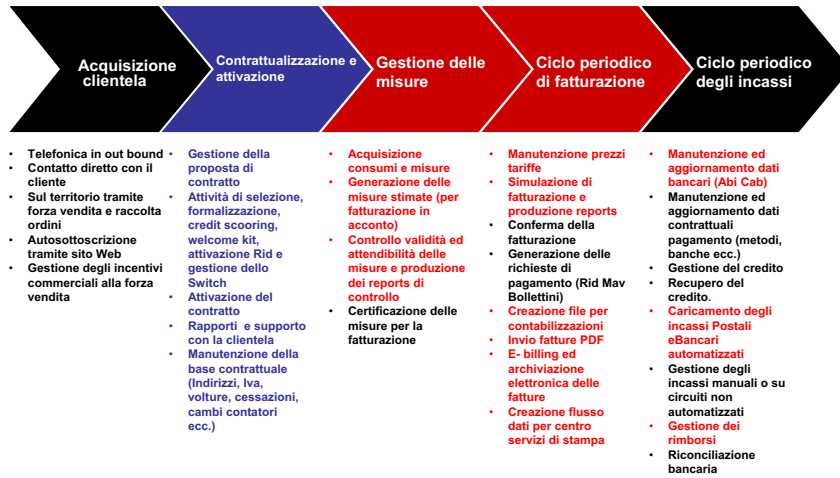 Acquisizione
clientela
Contrattualizzazione e
attivazione
Gestione delle
misure
Ciclo periodico
di fatturazione
Ciclo periodico
degli incassi
• Telefonica in out bound
• Contatto diretto con il
cliente
• Sul territorio tramite
forza vendita e raccolta
ordini
• Autosottoscrizione
tramite sito Web
• Gestione degli incentivi
commerciali alla forza
vendita
• Gestione della
proposta di
contratto
• Attività di selezione,
formalizzazione,
credit scooring,
welcome kit,
attivazione Rid e
gestione dello
Switch
• Attivazione del
contratto
• Rapporti e supporto
con la clientela
• Manutenzione della
base contrattuale
(Indirizzi, Iva,
volture, cessazioni,
cambi contatori
ecc.)
• Acquisizione
consumi e misure
• Generazione delle
misure stimate (per
fatturazione in
acconto)
• Controllo validità ed
attendibilità delle
misure e produzione
dei reports di
controllo
• Certificazione delle
misure per la
fatturazione
• Manutenzione prezzi
tariffe
• Simulazione di
fatturazione e
produzione reports
• Conferma della
fatturazione
• Generazione delle
richieste di
pagamento (Rid Mav
Bollettini)
• Creazione file per
contabilizzazioni
• Invio fatture PDF
• E- billing ed
archiviazione
elettronica delle
fatture
• Creazione flusso
dati per centro
servizi di stampa
• Manutenzione ed
aggiornamento dati
bancari (Abi Cab)
• Manutenzione ed
aggiornamento dati
contrattuali
pagamento (metodi,
banche ecc.)
• Gestione del credito
• Recupero del
credito.
• Caricamento degli
incassi Postali
eBancari
automatizzati
• Gestione degli
incassi manuali o su
circuiti non
automatizzati
• Gestione dei
rimborsi
• Riconciliazione
bancaria